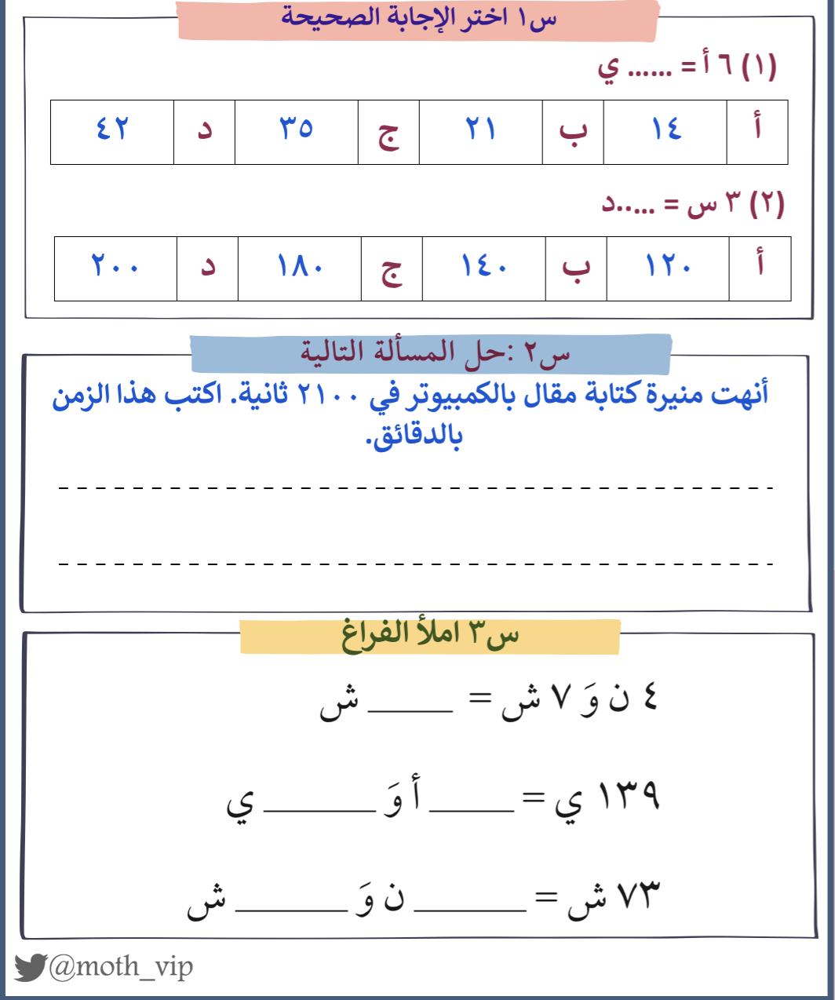 س١ اختر الإجابة الصحيحة
(١) ٦ أ = ...... ي
أ ١٤ ب ٢١ ج ٣٥ د ٤٢
(٢) ٣ س = .....د
أ ١٢٠ ب ١٤٠ ج ١٨٠ د ٢٠٠
س٢ :حل المسألة التالية
أنهت منيرة كتابة مقال بالكمبيوتر في ٢١٠٠ ثانية. اكتب هذا الزمن
بالدقائق.
س٣ املأ الفراغ
٤ ن وَ ٧ ش = _____ ش
١٣٩ ي = _____ أ وَ ______ ي
٧٣ ش = ______ ن وَ ______ ش
@moth_vip